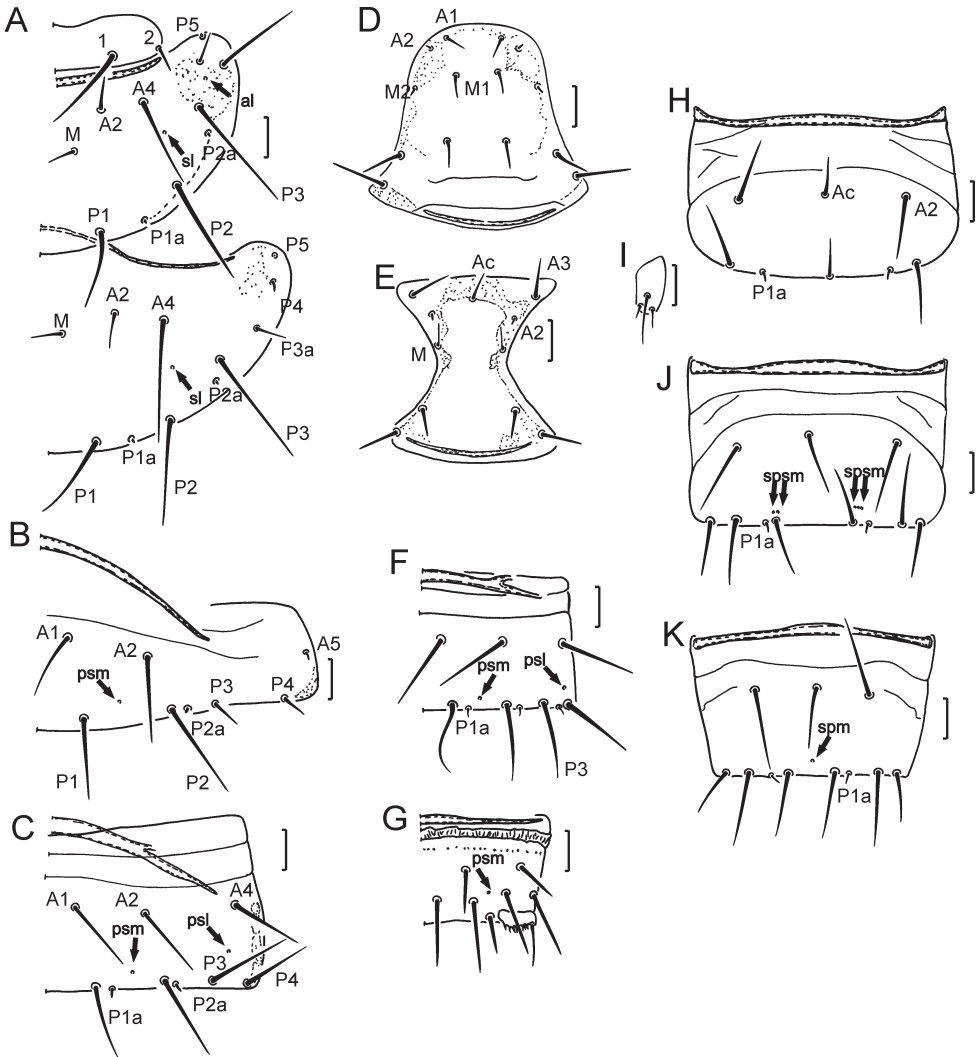 A
1
2
P5
A2
A4
al
M
sl
P2a
P3
P1
P1a
P2
P5
A2
A4
P4
M
P3a
sl
P2a
P3
P1a
P1
P2
B
A1
A2
A5
psm
P3
P4
P2a
P1
P2
C
A1
A2
A4
psm
psl
P3
P4
P2a
P1a
D
A1
A2
M2
M1
E
Ac
A3
A2
M
F
psm
psl
P1a
P3
G
psm
H
Ac
A2
P1a
I
J
spsm
spsm
P1a
K
spm
P1a